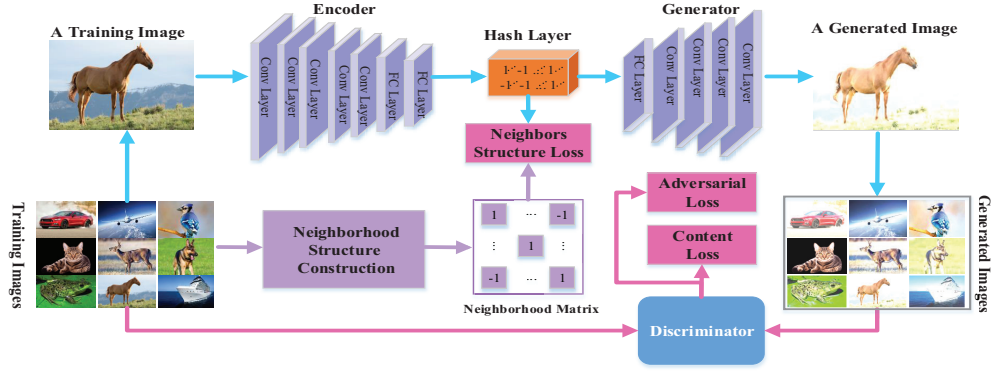 Encoder
Generator
A Training Image
Hash Layer
A Generated Image
Conv Layer
Conv Layer
Conv Layer
Conv Layer
Conv Layer
FC Layer
FC Layer
FC Layer
Conv Layer
Conv Layer
Conv Layer
Conv Layer
Neighbors
Structure Loss
Training Images
Neighborhood
Structure
Construction
1 ... -1
⋮ 1 ⋮
-1 ... 1
Neighborhood Matrix
Adversarial
Loss
Content
Loss
Discriminator
Generated Images